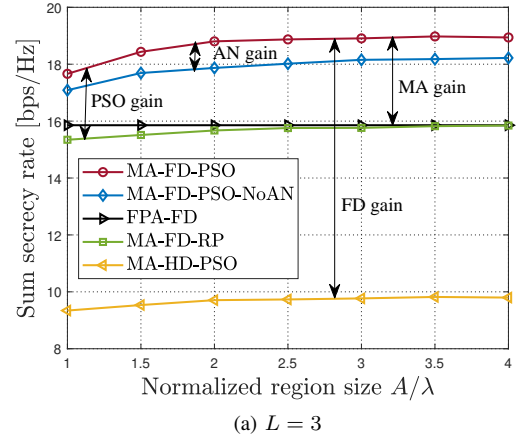 20
18
16
14
12
10
8
Sum secrecy rate [bps/Hz]
AN gain
PSO gain
MA gain
FD gain
MA-FD-PSO
MA-FD-PSO-NoAN
FPA-FD
MA-FD-RP
MA-HD-PSO
1 1.5 2 2.5 3 3.5 4
Normalized region size A/λ
(a) L = 3